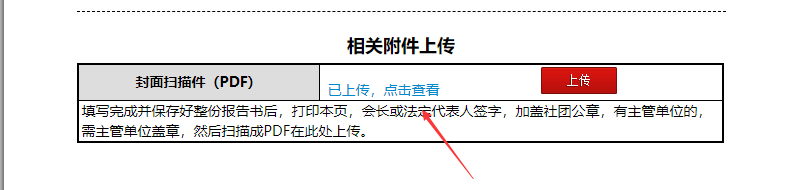 相关附件上传
封面扫描件（PDF）
已上传，点击查看
上传
填写完成并保存好整份报告书后，打印本页，会长或法定代表人签字，加盖社团公章，有主管单位的，
需主管单位盖章，然后扫描成PDF在此处上传。